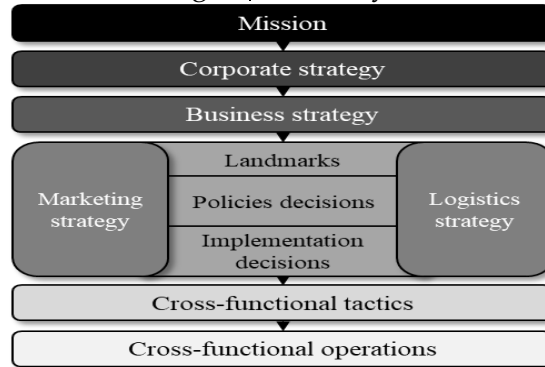 Mission
Corporate strategy
Business strategy
Landmarks
Marketing
strategy
Policies decisions
Logistics
strategy
Implementation
decisions
Cross-functional tactics
Cross-functional operations